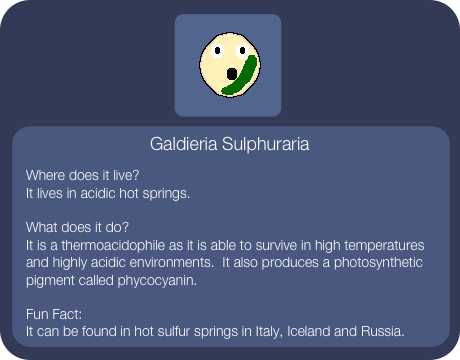 Galdieria Sulphuraria
Where does it live?
It lives in acidic hot springs.
What does it do?
It is a thermoacidophile as it is able to survive in high temperatures
and highly acidic environments.  It also produces a photosynthetic
pigment called phycocyanin.
Fun Fact:
It can be found in hot sulfur springs in Italy, Iceland and Russia.